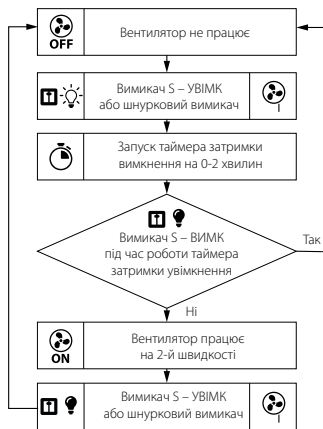 OFF
Вентилятор не працює
Вимикач S – УВІМК
або шнурковий вимикач
Запуск таймера затримки
вимкнення на 0-2 хвилин
Вимикач S – ВИМК
під час роботи таймера
затримки увімкнення
Так
Ні
ON
Вентилятор працює
на 2-й швидкості
Вимикач S – УВІМК
або шнурковий вимикач